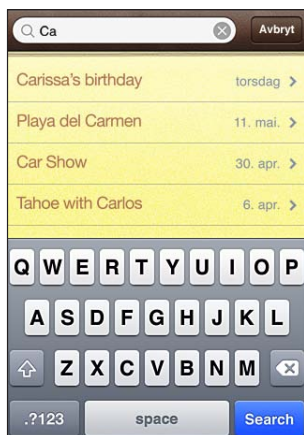 Ca
Avbryt
Carissa's birthday torsdag
Playa del Carmen 11. mai.
Car Show 30. apr.
Tahoe with Carlos 6. apr.
Q W E R T Y U I O P
A S D F G H J K L
Z X C V B N M
.?123 space Search